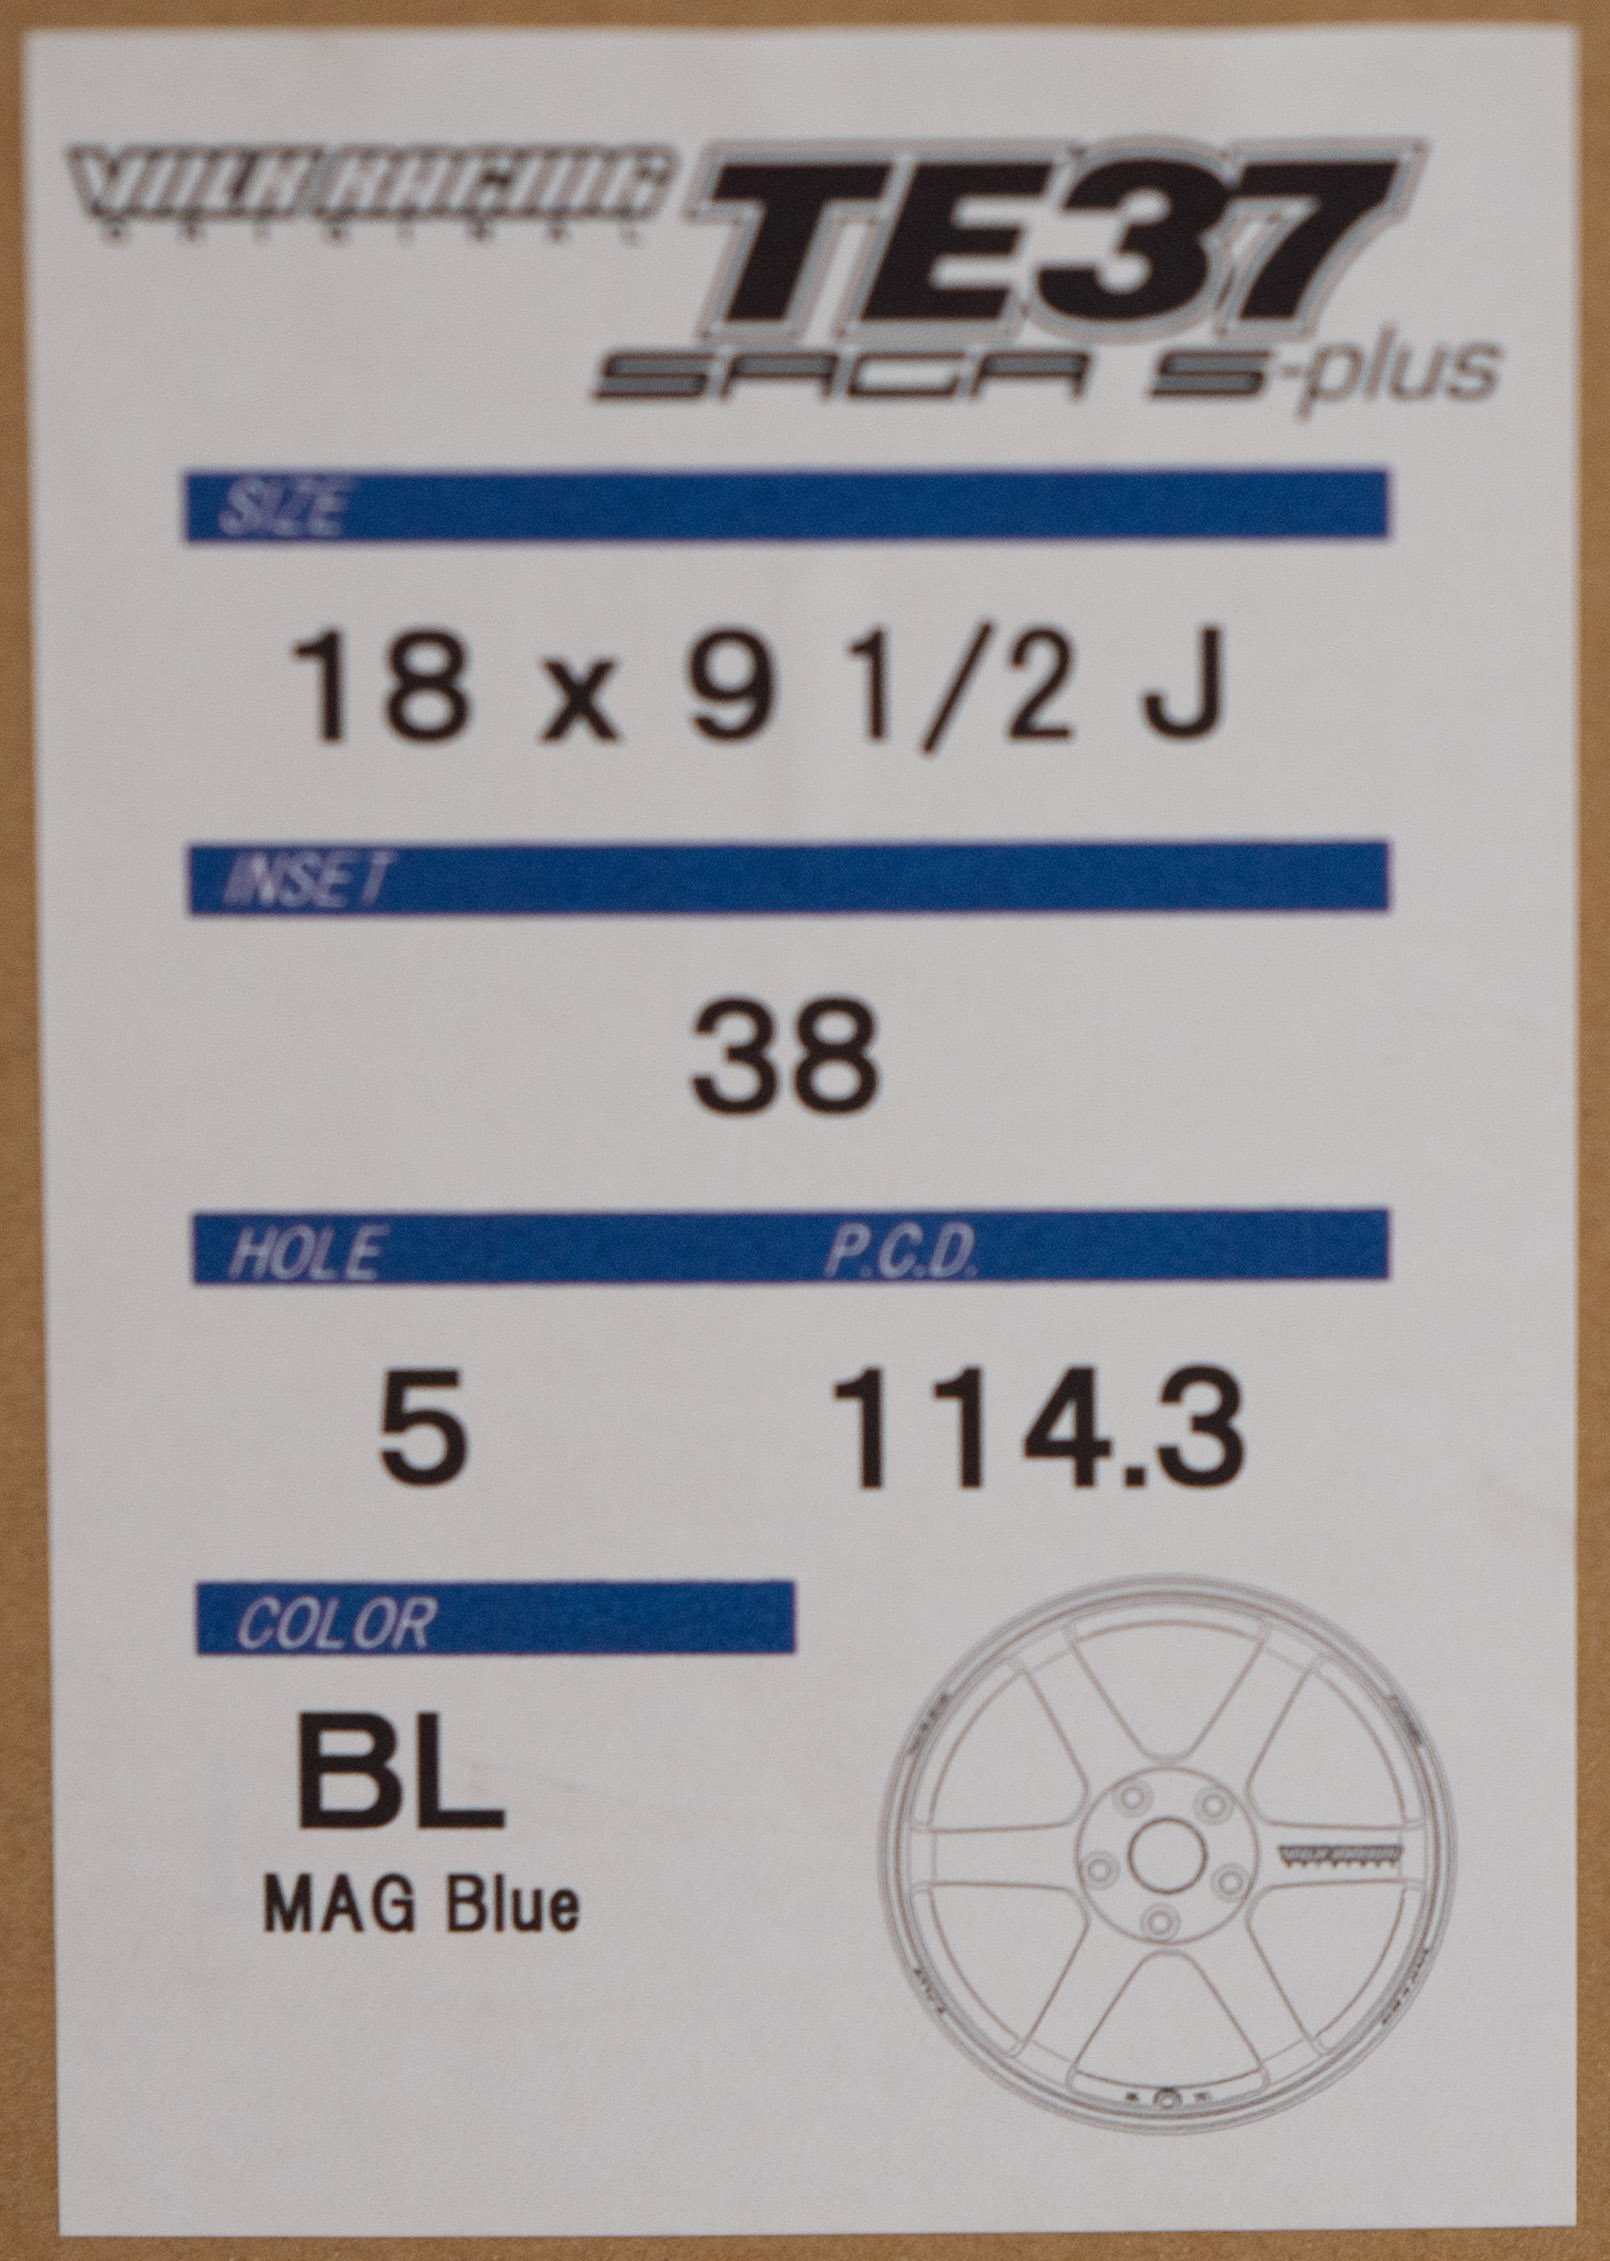 VOLK RACING TE37
ORIGINAL
SAGA S-plus
SIZE
18 x 9 1/2 J
INSET
38
HOLE P.C.D.
5 114.3
COLOR
BL
MAG Blue